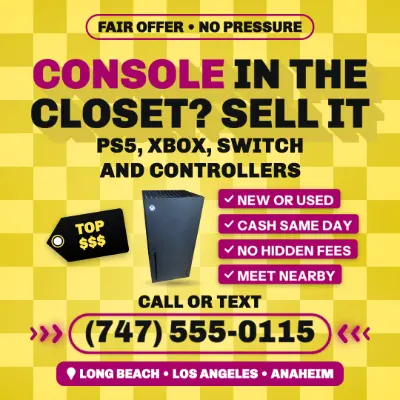 FAIR OFFER • NO PRESSURE
CONSOLE IN THE
CLOSET? SELL IT
PS5, XBOX, SWITCH
AND CONTROLLERS
TOP
$$$
NEW OR USED
CASH SAME DAY
NO HIDDEN FEES
MEET NEARBY
CALL OR TEXT
(747) 555-0115
LONG BEACH • LOS ANGELES • ANAHEIM